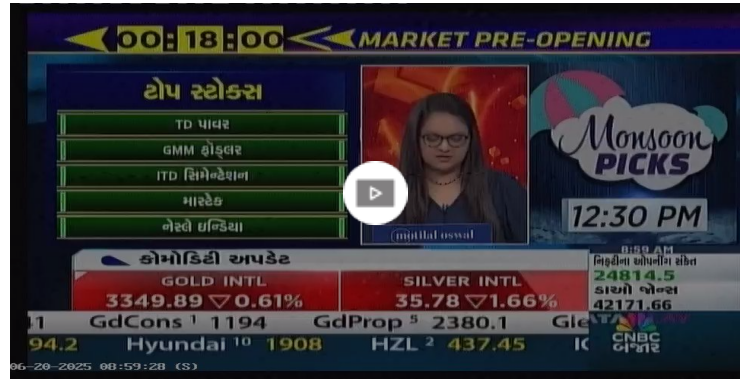 00:18:00
MARKET PRE-OPENING
ટોપ સ્ટોક્સ
TD પાવર
GMM ફોડ્લર
ITD સિમેન્ટેશન
માસ્ટેક
નેસ્લે ઇન્ડિયા
motilal oswal
Monsoon
PICKS
12:30 PM
8:59 AM
કોમોડિટી અપડેટ
GOLD INTL
3349.89 ▽ 0.61%
SILVER INTL
35.78 ▽ 1.66%
નિફ્ટીના ઓપનીંગ સંકેત
24814.5
ડાઓ જોન્સ
42171.66
GdCons 1 1194 GdProp 5 2380.1
94.2 Hyundai 10 1908 HZL 2 437.45
CNBC
બજાર
06-20-2025 08:59:28 (S)